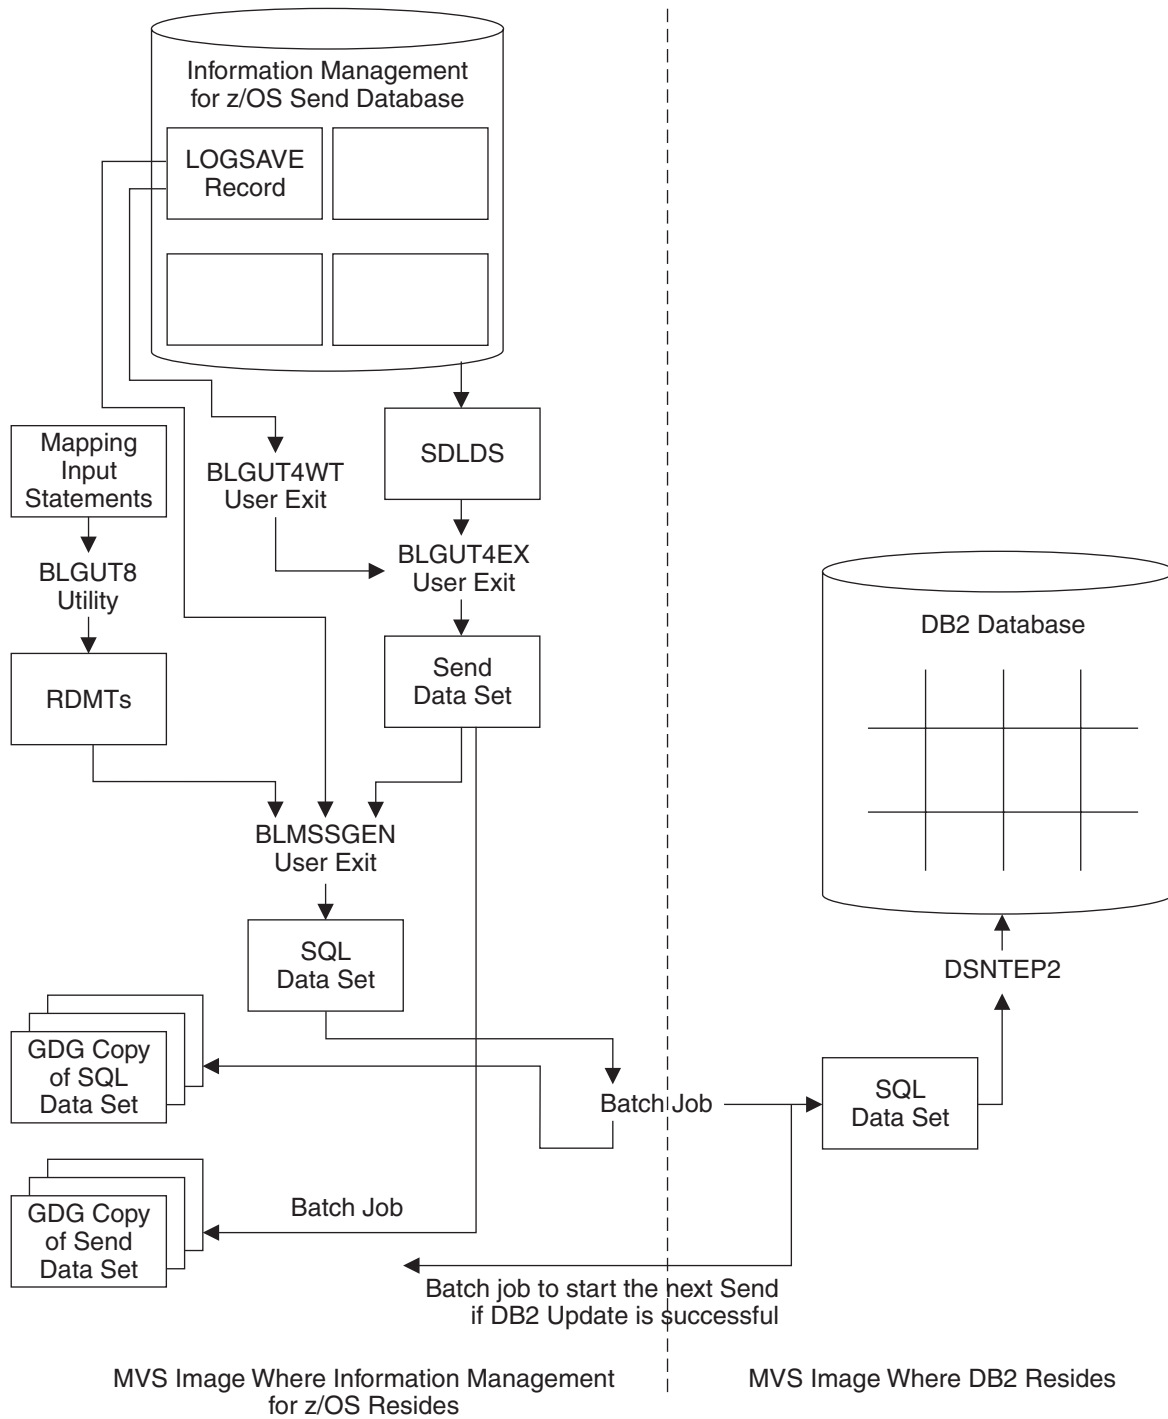 Information Management
for z/OS Send Database
LOGSAVE
Record
Mapping
Input
Statements
BLGUT4WT
User Exit
SDLDS
BLGUT8
Utility
BLGUT4EX
User Exit
RDMTs
Send
Data Set
DB2 Database
BLMSSGEN
User Exit
SQL
Data Set
DSNTEP2
GDG Copy
of SQL
Data Set
Batch Job
SQL
Data Set
GDG Copy
of Send
Data Set
Batch Job
Batch job to start the next Send
if DB2 Update is successful
MVS Image Where Information Management
for z/OS Resides
MVS Image Where DB2 Resides